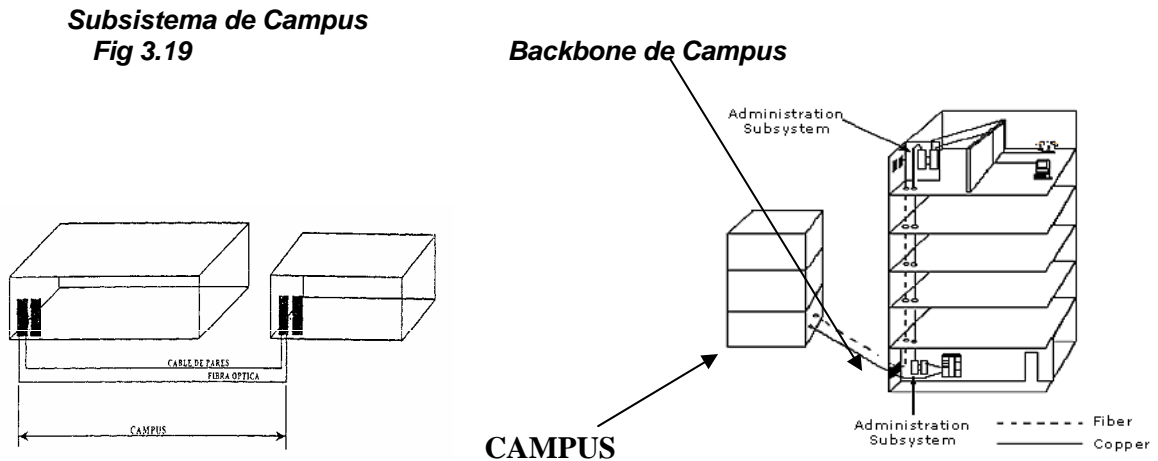 Subsistema de Campus
Fig 3.19
Backbone de Campus
Administration
Subsystem
CABLE DE PARES
FIBRA OPTICA
CAMPUS
CAMPUS
Administration
Subsystem
Fiber
Copper